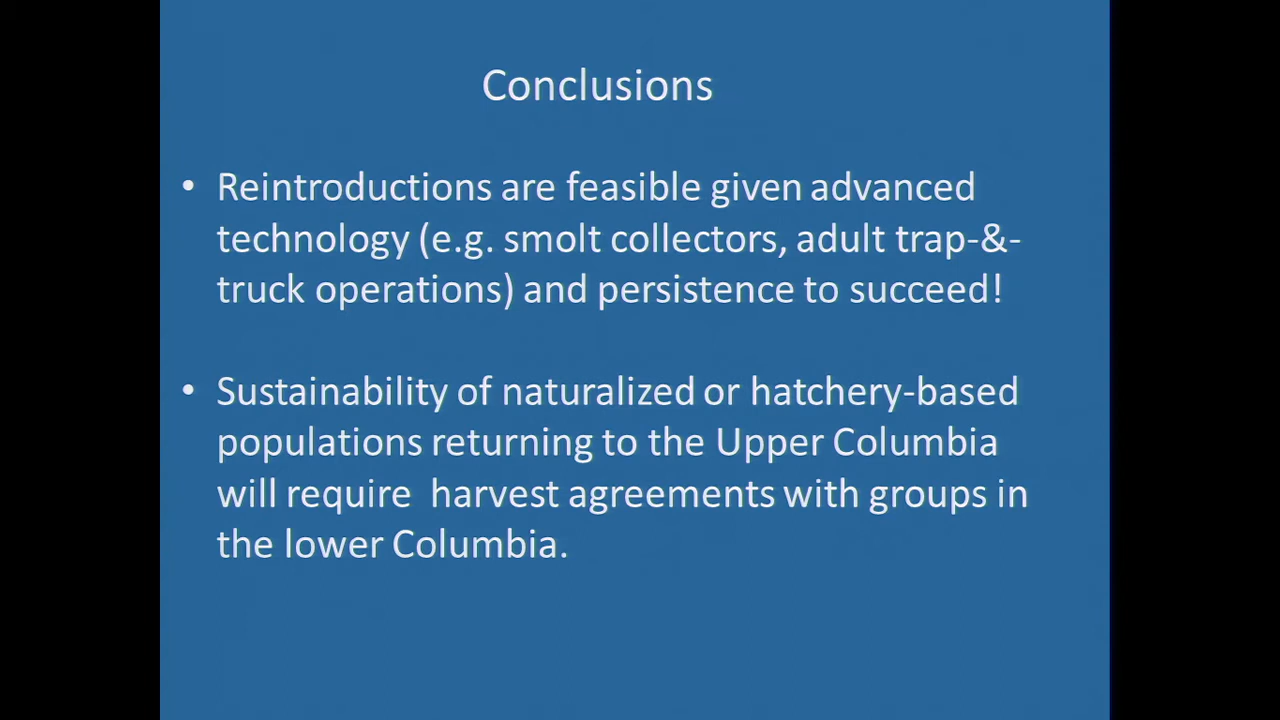 Conclusions
• Reintroductions are feasible given advanced
technology (e.g. smolt collectors, adult trap-&-
truck operations) and persistence to succeed!
• Sustainability of naturalized or hatchery-based
populations returning to the Upper Columbia
will require  harvest agreements with groups in
the lower Columbia.